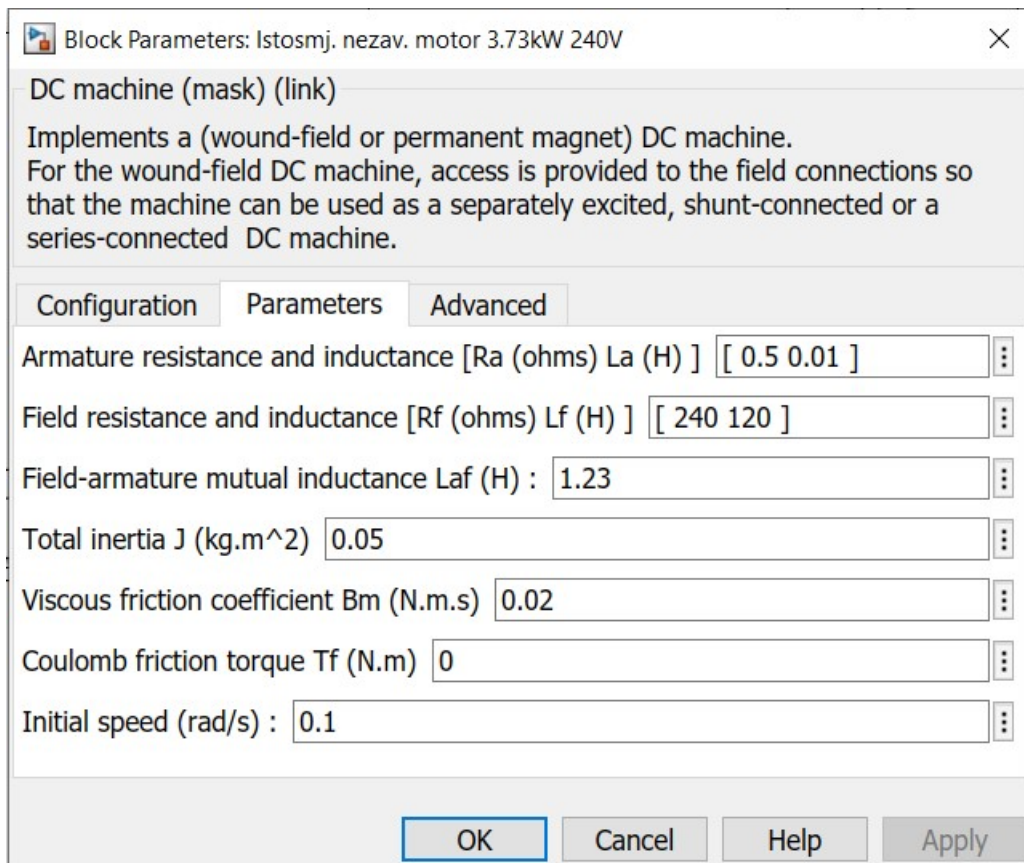 Block Parameters: Istosmj. nezav. motor 3.73kW 240V
DC machine (mask) (link)
Implements a (wound-field or permanent magnet) DC machine.
For the wound-field DC machine, access is provided to the field connections so
that the machine can be used as a separately excited, shunt-connected or a
series-connected  DC machine.
Configuration Parameters Advanced
Armature resistance and inductance [Ra (ohms) La (H) ] [ 0.5 0.01 ]
Field resistance and inductance [Rf (ohms) Lf (H) ] [ 240 120 ]
Field-armature mutual inductance Laf (H) : 1.23
Total inertia J (kg.m^2) 0.05
Viscous friction coefficient Bm (N.m.s) 0.02
Coulomb friction torque Tf (N.m) 0
Initial speed (rad/s) : 0.1
OK Cancel Help Apply